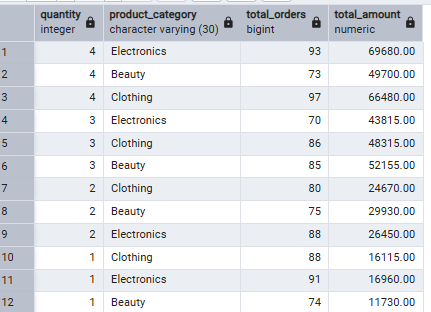 quantity product_category total_orders total_amount
integer character varying (30) bigint numeric
1 4 Electronics 93 69680.00
2 4 Beauty 73 49700.00
3 4 Clothing 97 66480.00
4 3 Electronics 70 43815.00
5 3 Clothing 86 48315.00
6 3 Beauty 85 52155.00
7 2 Clothing 80 24670.00
8 2 Beauty 75 29930.00
9 2 Electronics 88 26450.00
10 1 Clothing 88 16115.00
11 1 Electronics 91 16960.00
12 1 Beauty 74 11730.00